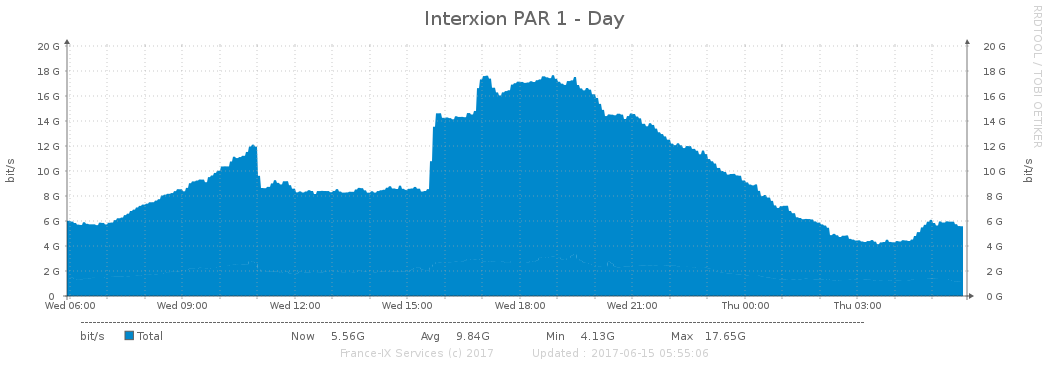 Interxion PAR 1 - Day
RRDTOOL / TOBI OETIKER
20 G 20 G
18 G 18 G
16 G 16 G
14 G 14 G
12 G 12 G
10 G 10 G
8 G 8 G
6 G 6 G
4 G 4 G
2 G 2 G
0 0 G
bit/s bit/s
Wed 06:00 Wed 09:00 Wed 12:00 Wed 15:00 Wed 18:00 Wed 21:00 Thu 00:00 Thu 03:00
bit/s Total Now 5.56G Avg 9.84G Min 4.13G Max 17.65G
France-IX Services (c) 2017 Updated : 2017-06-15 05:55:06